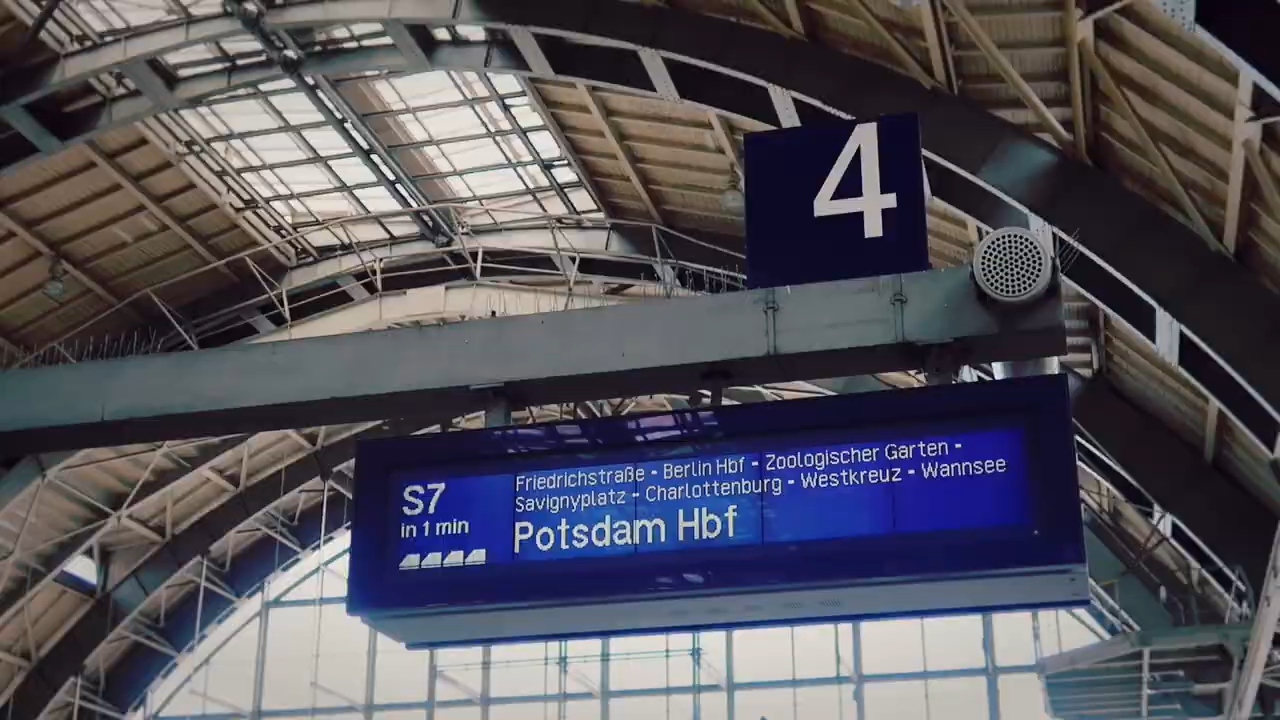 4
S7
in 1 min
Friedrichstraße - Berlin Hbf - Zoologischer Garten -
Savignyplatz - Charlottenburg - Westkreuz - Wannsee
Potsdam Hbf